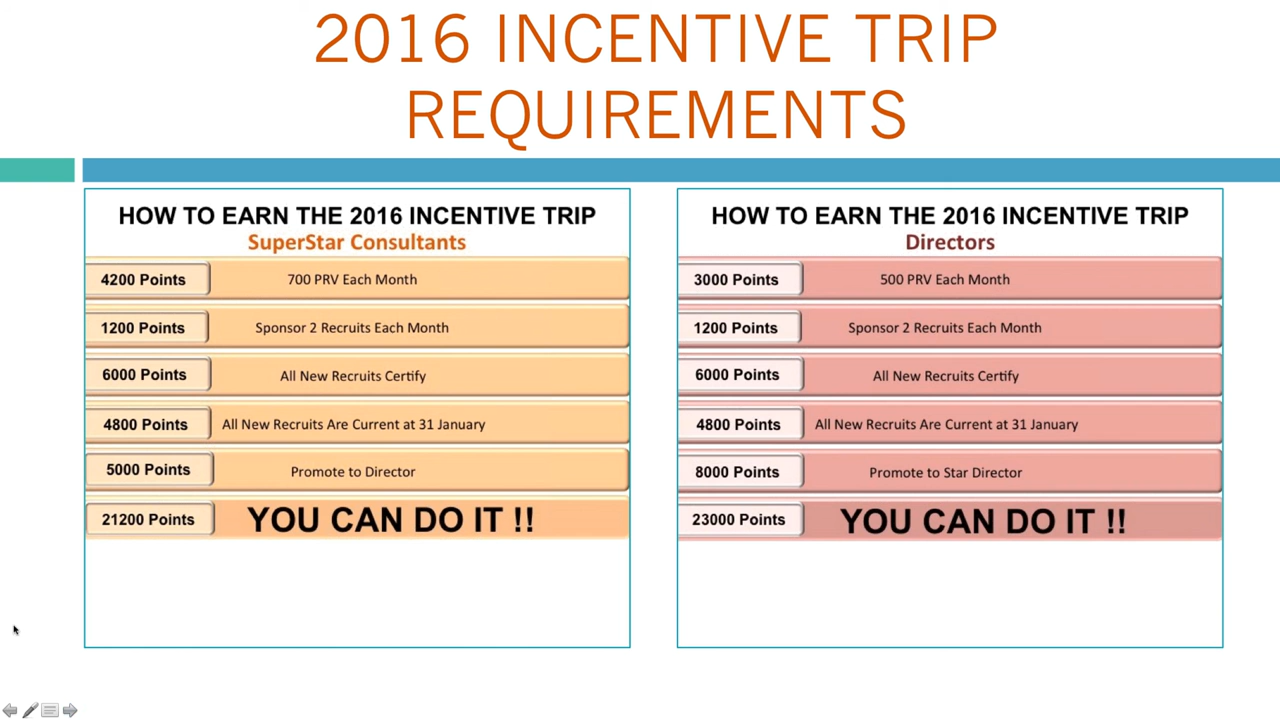 2016 INCENTIVE TRIP
REQUIREMENTS
HOW TO EARN THE 2016 INCENTIVE TRIP
SuperStar Consultants
4200 Points 700 PRV Each Month
1200 Points Sponsor 2 Recruits Each Month
6000 Points All New Recruits Certify
4800 Points All New Recruits Are Current at 31 January
5000 Points Promote to Director
21200 Points YOU CAN DO IT !!
HOW TO EARN THE 2016 INCENTIVE TRIP
Directors
3000 Points 500 PRV Each Month
1200 Points Sponsor 2 Recruits Each Month
6000 Points All New Recruits Certify
4800 Points All New Recruits Are Current at 31 January
8000 Points Promote to Star Director
23000 Points YOU CAN DO IT !!